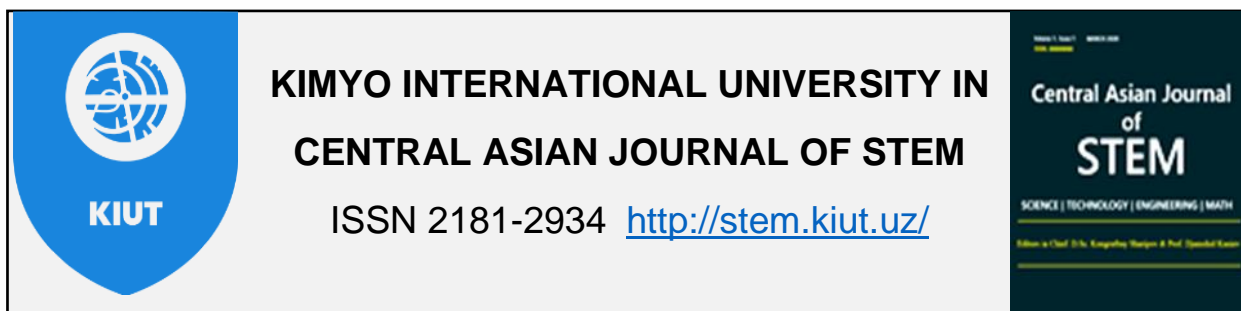 KIUT
KIMYO INTERNATIONAL UNIVERSITY IN
CENTRAL ASIAN JOURNAL OF STEM
ISSN 2181-2934 http://stem.kiut.uz/
Central Asian Journal
of
STEM
SCIENCE | TECHNOLOGY | ENGINEERING | MATH